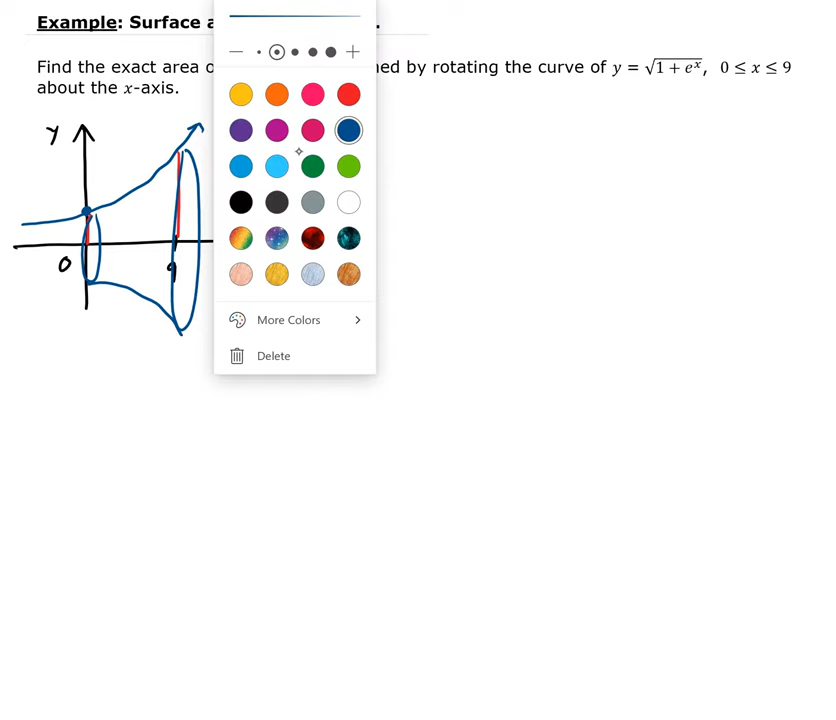 Example: Surface a .
Find the exact area o ned by rotating the curve of y = √1 + eˣ, 0 ≤ x ≤ 9
about the x-axis.
y
0
9
More Colors
Delete